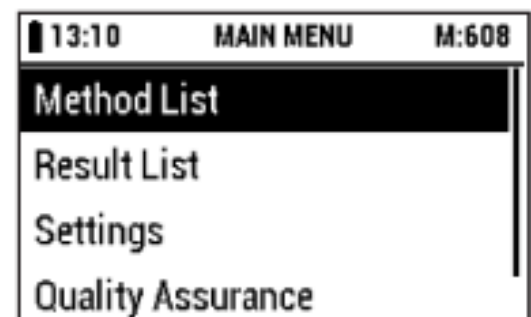 13:10 MAIN MENU M:608
Method List
Result List
Settings
Quality Assurance